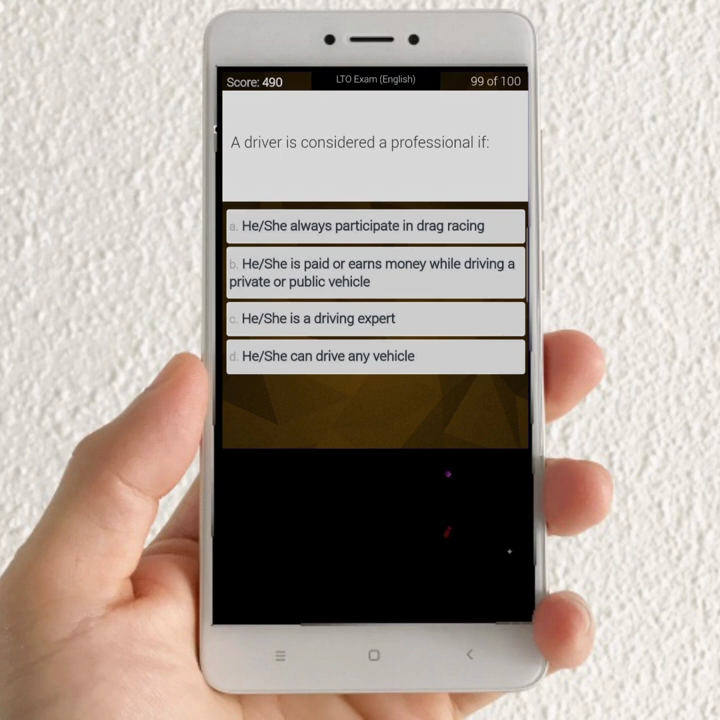 Score: 490
LTO Exam (English)
99 of 100
A driver is considered a professional if:
a. He/She always participate in drag racing
b. He/She is paid or earns money while driving a
private or public vehicle
c. He/She is a driving expert
d. He/She can drive any vehicle